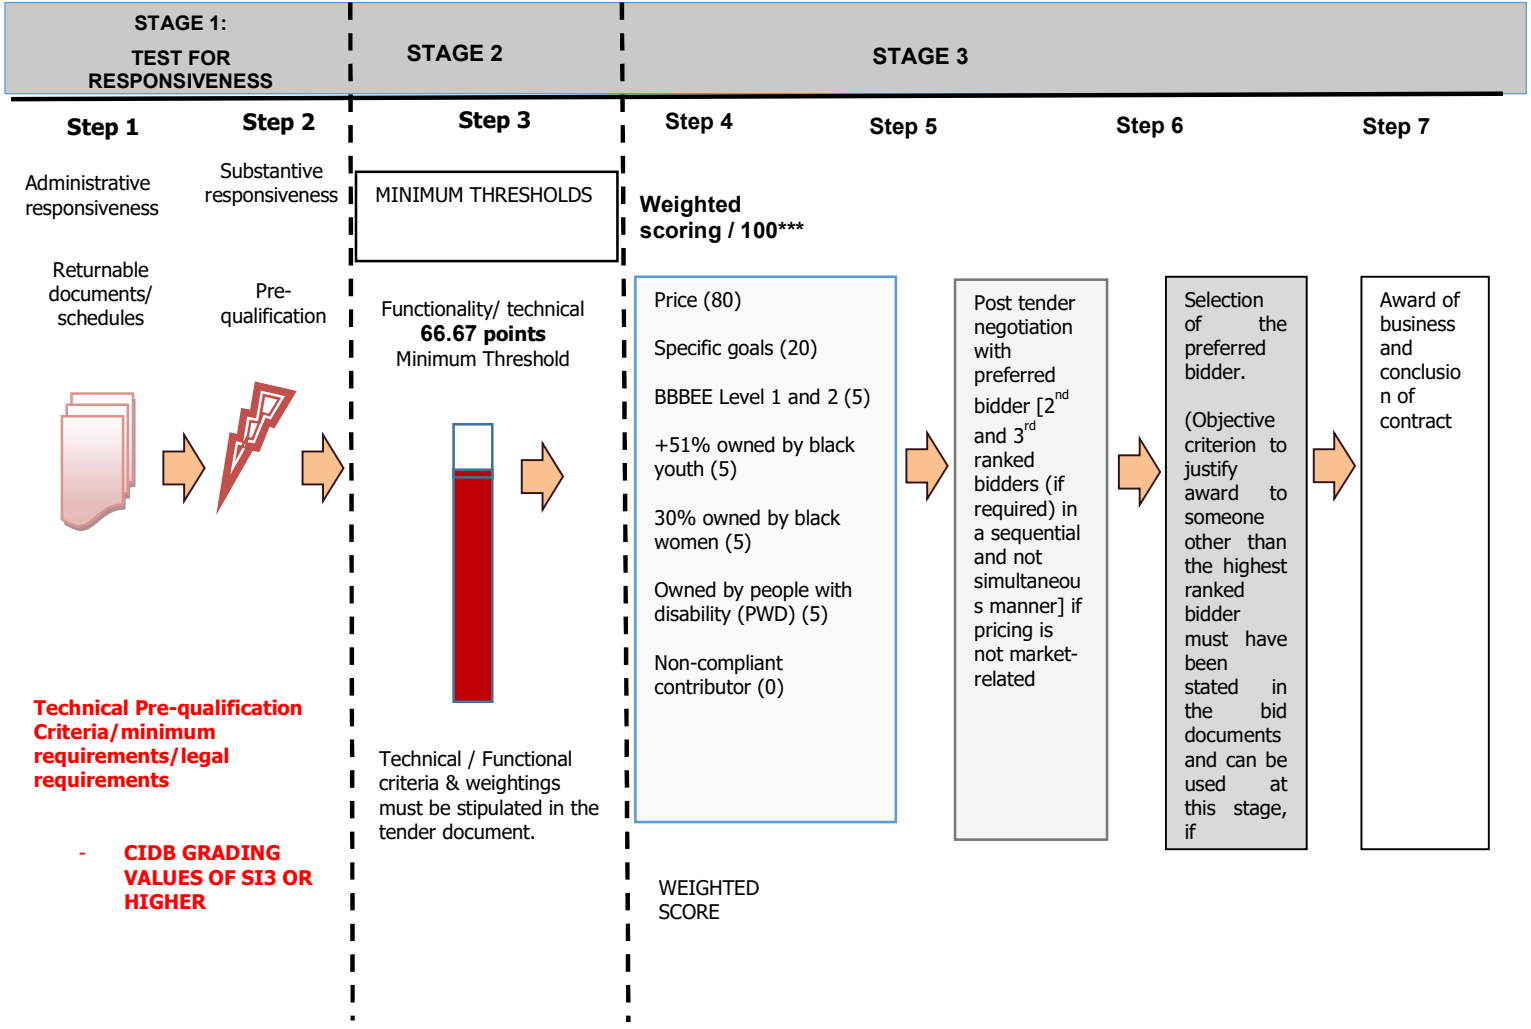 STAGE 1:
TEST FOR
RESPONSIVENESS
STAGE 2
STAGE 3
Step 1
Step 2
Step 3
Step 4
Step 5
Step 6
Step 7
Administrative
responsiveness
Returnable
documents/
schedules
Substantive
responsiveness
Pre-
qualification
Technical Pre-qualification
Criteria/minimum
requirements/legal
requirements
- CIDB GRADING
VALUES OF SI3 OR
HIGHER
MINIMUM THRESHOLDS
Functionality/ technical
66.67 points
Minimum Threshold
Technical / Functional
criteria & weightings
must be stipulated in the
tender document.
Weighted
scoring / 100***
Price (80)
Specific goals (20)
BBBEE Level 1 and 2 (5)
+51% owned by black
youth (5)
30% owned by black
women (5)
Owned by people with
disability (PWD) (5)
Non-compliant
contributor (0)
WEIGHTED
SCORE
Post tender
negotiation
with
preferred
bidder [2nd
and 3rd
ranked
bidders (if
required) in
a sequential
and not
simultaneou
s manner] if
pricing is
not market-
related
Selection
of the
preferred
bidder.
(Objective
criterion to
justify
award to
someone
other than
the highest
ranked
bidder
must have
been
stated in
the bid
documents
and can be
used at
this stage,
if
Award of
business
and
conclusio
n of
contract